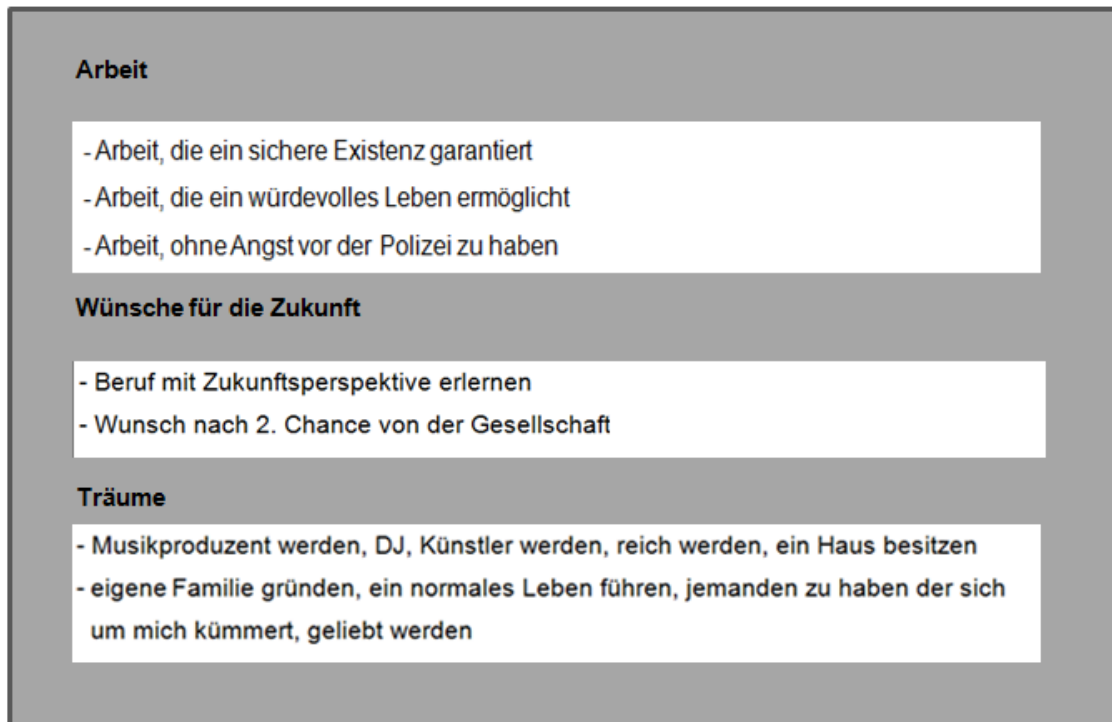 Arbeit
- Arbeit, die ein sichere Existenz garantiert
- Arbeit, die ein würdevolles Leben ermöglicht
- Arbeit, ohne Angst vor der Polizei zu haben
Wünsche für die Zukunft
- Beruf mit Zukunftsperspektive erlernen
- Wunsch nach 2. Chance von der Gesellschaft
Träume
- Musikproduzent werden, DJ, Künstler werden, reich werden, ein Haus besitzen
- eigene Familie gründen, ein normales Leben führen, jemanden zu haben der sich
um mich kümmert, geliebt werden